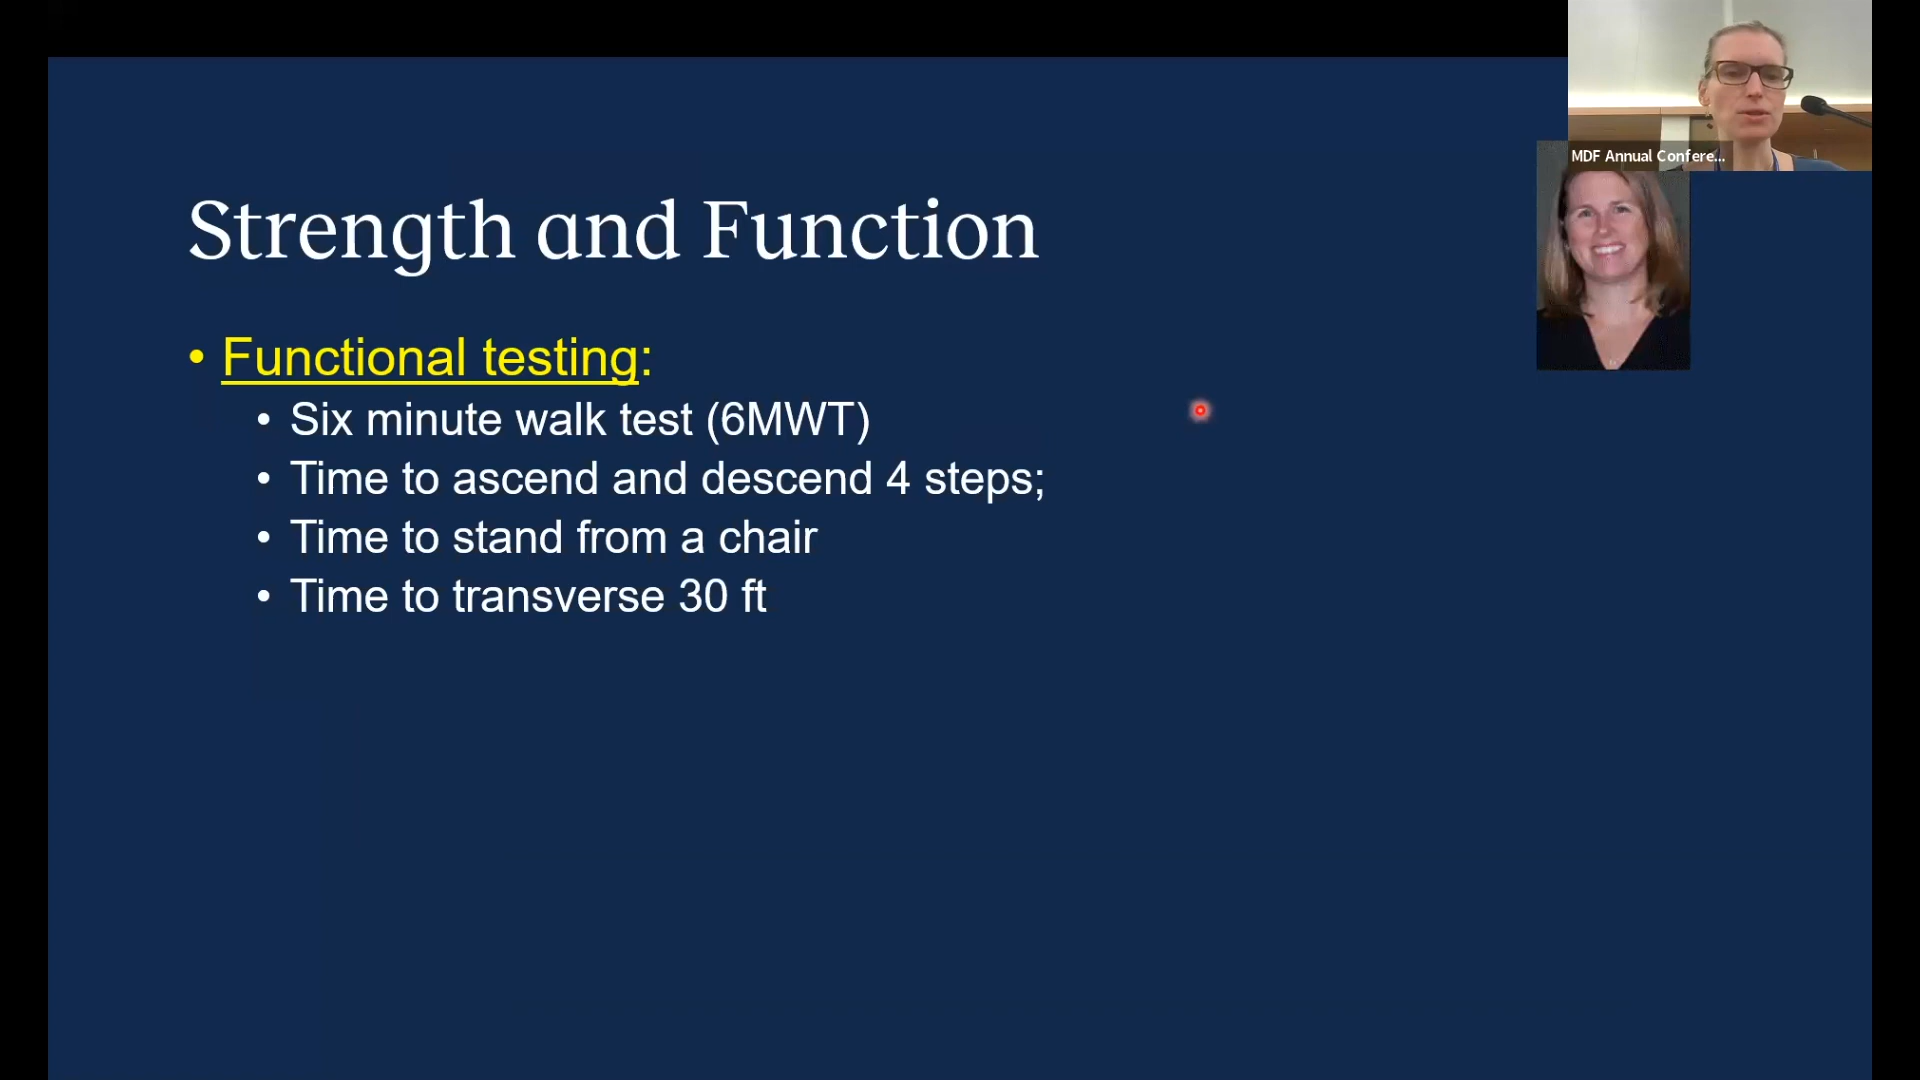 MDF Annual Confere...
Strength and Function
• Functional testing:
• Six minute walk test (6MWT)
• Time to ascend and descend 4 steps;
• Time to stand from a chair
• Time to transverse 30 ft